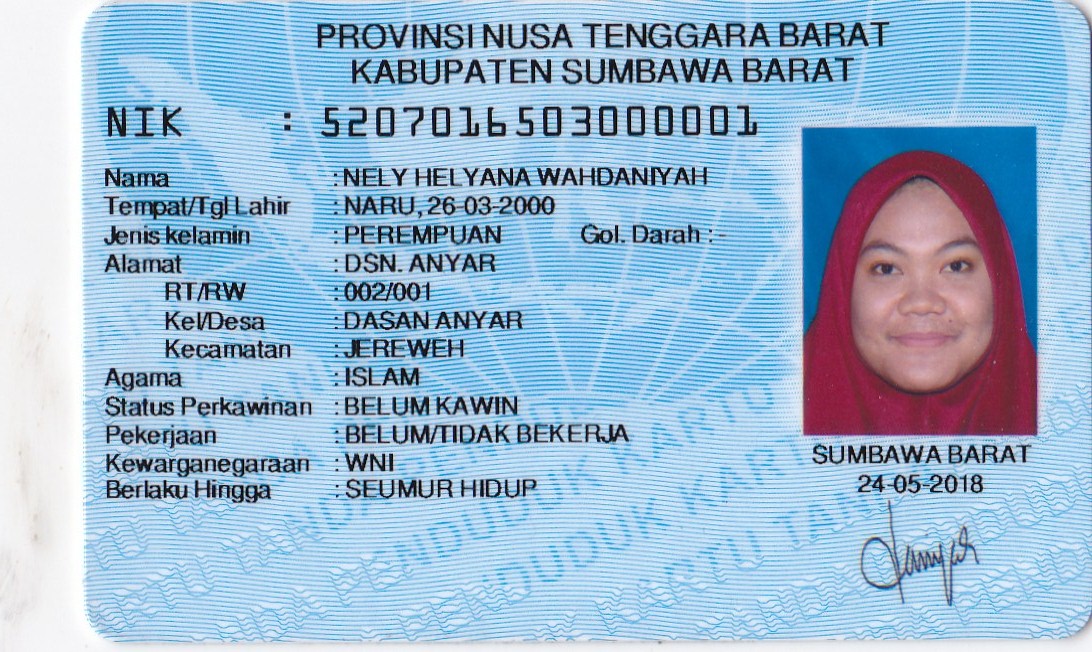 PROVINSI NUSA TENGGARA BARAT
KABUPATEN SUMBAWA BARAT
NIK : 5207016503000001
Nama : NELY HELYANA WAHDANIYAH
Tempat/Tgl Lahir : NARU, 26-03-2000
Jenis kelamin : PEREMPUAN Gol. Darah : -
Alamat : DSN. ANYAR
RT/RW : 002/001
Kel/Desa : DASAN ANYAR
Kecamatan : JEREWEH
Agama : ISLAM
Status Perkawinan : BELUM KAWIN
Pekerjaan : BELUM/TIDAK BEKERJA
Kewarganegaraan : WNI
Berlaku Hingga : SEUMUR HIDUP
SUMBAWA BARAT
24-05-2018